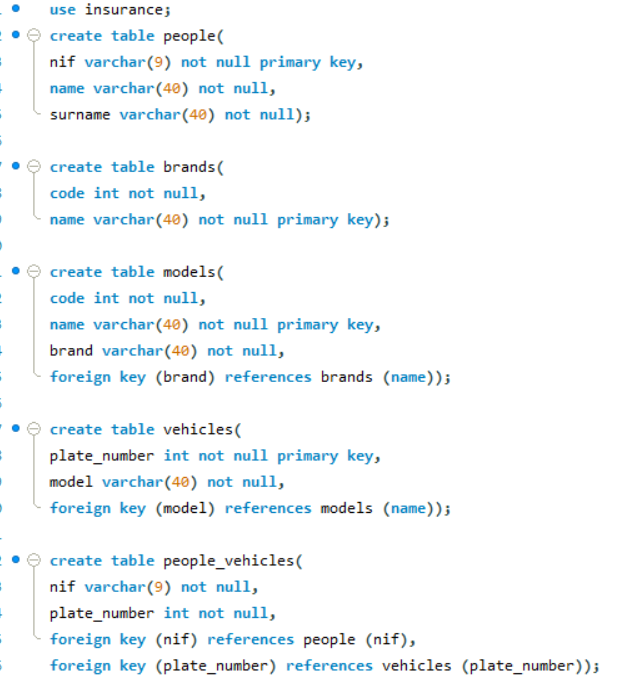 use insurance;
create table people(
nif varchar(9) not null primary key,
name varchar(40) not null,
surname varchar(40) not null);
create table brands(
code int not null,
name varchar(40) not null primary key);
create table models(
code int not null,
name varchar(40) not null primary key,
brand varchar(40) not null,
foreign key (brand) references brands (name));
create table vehicles(
plate_number int not null primary key,
model varchar(40) not null,
foreign key (model) references models (name));
create table people_vehicles(
nif varchar(9) not null,
plate_number int not null,
foreign key (nif) references people (nif),
foreign key (plate_number) references vehicles (plate_number));